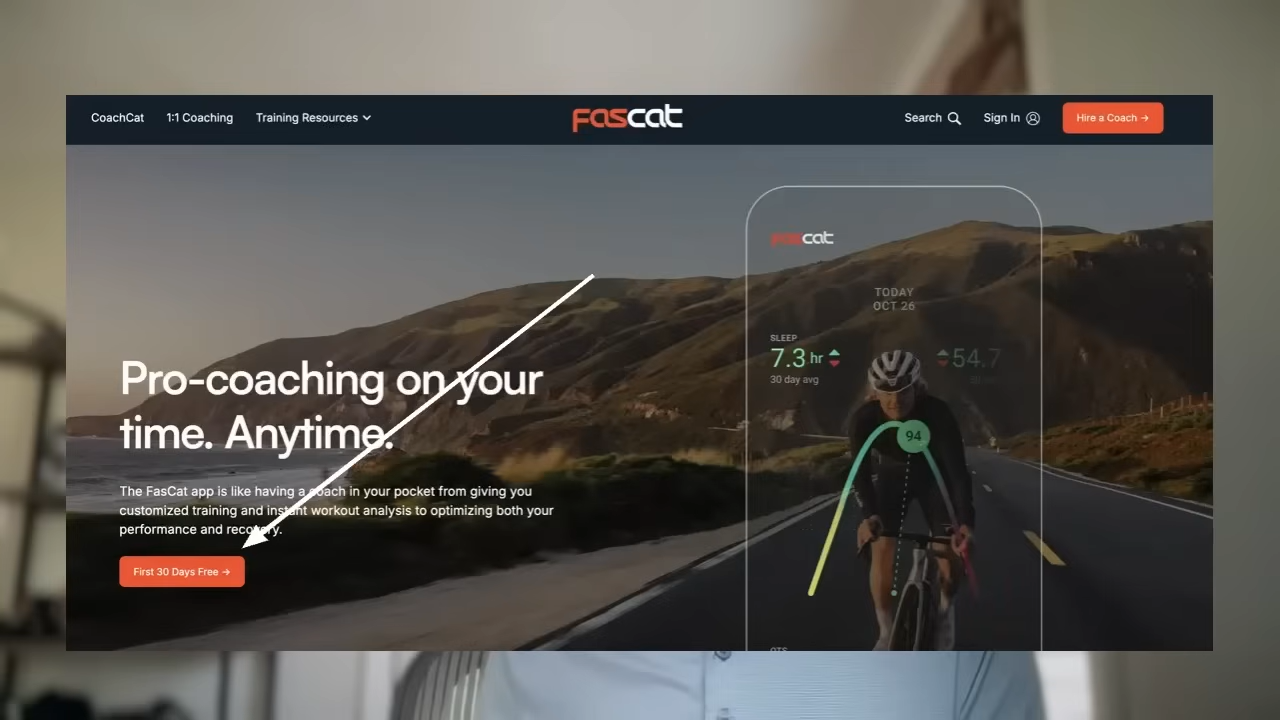 CoachCat 1:1 Coaching Training Resources
fascat
Search Sign In Hire a Coach →
Pro-coaching on your
time. Anytime.
The FasCat app is like having a coach in your pocket from giving you
customized training and instant workout analysis to optimizing both your
performance and recovery.
First 30 Days Free →
fascat
TODAY
OCT 26
SLEEP
7.3 hr
30 day avg
54.7
94